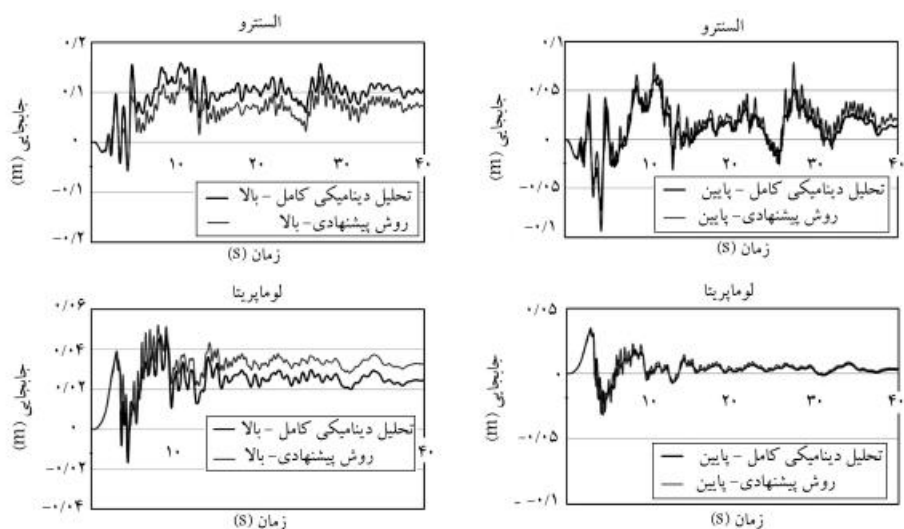 السنترو
۰/۲
۰/۱
۰
-۰/۱
-۰/۲
جابجایی (m)
۱۰
۲۰
۳۰
۴۰
تحلیل دینامیکی کامل - بالا
روش پیشنهادی- بالا
زمان (s)
السنترو
۰/۱
۰/۰۵
۰
-۰/۰۵
-۰/۱
جابجایی (m)
۱۰
۲۰
۳۰
۴۰
تحلیل دینامیکی کامل - پایین
روش پیشنهادی- پایین
زمان (s)
لوماپریتا
۰/۰۶
۰/۰۴
۰/۰۲
۰
-۰/۰۲
-۰/۰۴
جابجایی (m)
۱۰
۴۰
تحلیل دینامیکی کامل - بالا
روش پیشنهادی- بالا
زمان (s)
لوماپریتا
۰/۰۵
۰
-۰/۰۵
- -۰/۱
جابجایی (m)
۱۰
۲۰
۳۰
۴۰
تحلیل دینامیکی کامل - پایین
روش پیشنهادی- پایین
زمان (s)